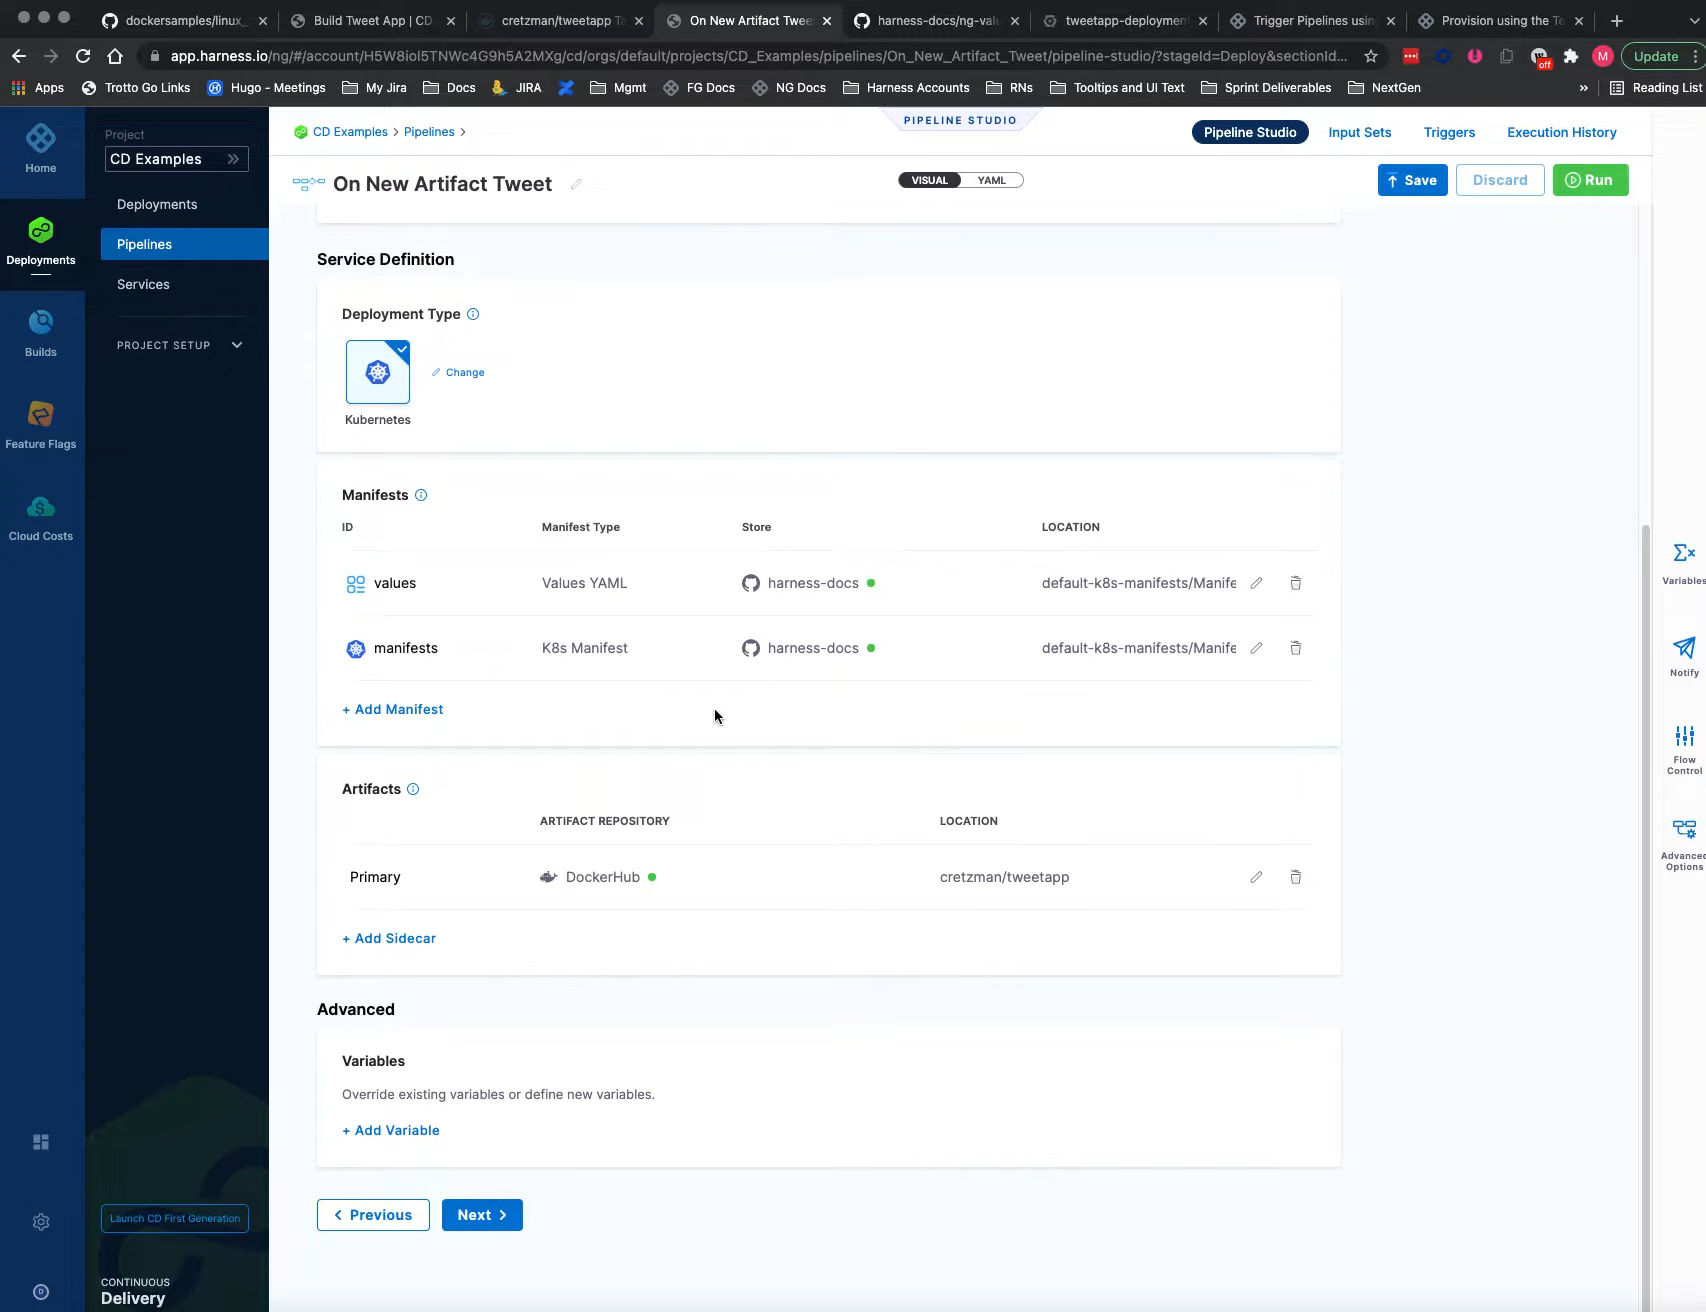 dockersamples/linux_
Build Tweet App | CD
cretzman/tweetapp Ta
On New Artifact Twee
harness-docs/ng-valu
tweetapp-deploymen
Trigger Pipelines usin
Provision using the Te
app.harness.io/ng/#/account/H5W8iol5TNWc4G9h5A2MXg/cd/orgs/default/projects/CD_Examples/pipelines/On_New_Artifact_Tweet/pipeline-studio/?stageId=Deploy&sectionId...
off
M
Update
Apps
Trotto Go Links
Hugo - Meetings
My Jira
Docs
JIRA
Mgmt
FG Docs
NG Docs
Harness Accounts
RNs
Tooltips and UI Text
Sprint Deliverables
NextGen
»
Reading List
Home
Deployments
Builds
Feature Flags
Cloud Costs
Project
CD Examples
Deployments
Pipelines
Services
PROJECT SETUP
Launch CD First Generation
CONTINUOUS
Delivery
CD Examples > Pipelines >
PIPELINE STUDIO
Pipeline Studio
Input Sets
Triggers
Execution History
On New Artifact Tweet
VISUAL
YAML
Save
Discard
Run
Service Definition
Deployment Type
Kubernetes
Change
Manifests
ID
Manifest Type
Store
LOCATION
values
Values YAML
harness-docs
default-k8s-manifests/Manife
manifests
K8s Manifest
harness-docs
default-k8s-manifests/Manife
+ Add Manifest
Artifacts
ARTIFACT REPOSITORY
LOCATION
Primary
DockerHub
cretzman/tweetapp
+ Add Sidecar
Advanced
Variables
Override existing variables or define new variables.
+ Add Variable
Previous
Next
Variables
Notify
Flow
Control
Advanced
Options